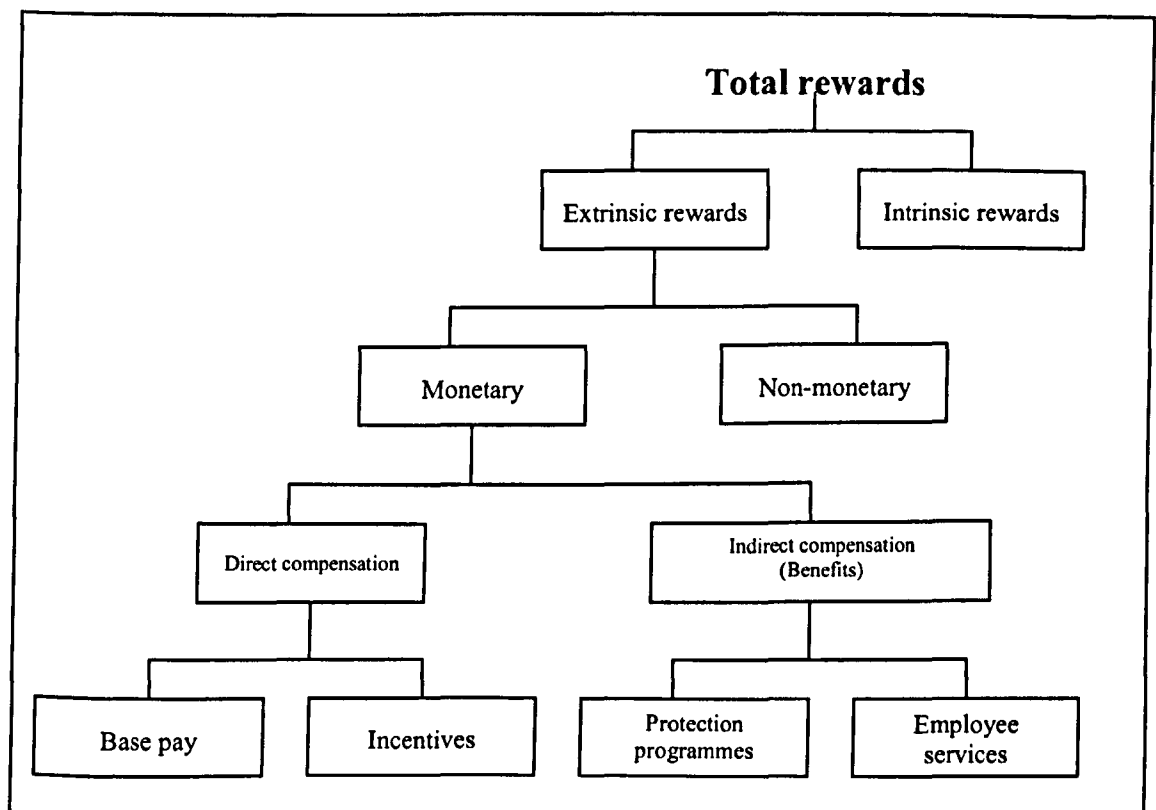 Total rewards
Extrinsic rewards
Intrinsic rewards
Monetary
Non-monetary
Direct compensation
Indirect compensation
(Benefits)
Base pay
Incentives
Protection
programmes
Employee
services